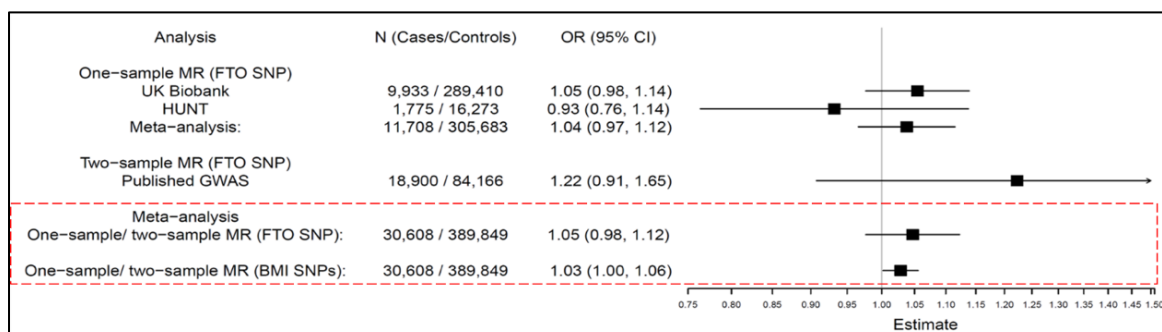 Analysis N (Cases/Controls) OR (95% CI)
One−sample MR (FTO SNP)
UK Biobank 9,933 / 289,410 1.05 (0.98, 1.14)
HUNT 1,775 / 16,273 0.93 (0.76, 1.14)
Meta−analysis: 11,708 / 305,683 1.04 (0.97, 1.12)
Two−sample MR (FTO SNP)
Published GWAS 18,900 / 84,166 1.22 (0.91, 1.65)
Meta−analysis
One−sample/ two−sample MR (FTO SNP): 30,608 / 389,849 1.05 (0.98, 1.12)
One−sample/ two−sample MR (BMI SNPs): 30,608 / 389,849 1.03 (1.00, 1.06)
0.75 0.80 0.90 0.95 1.00 1.05 1.10 1.15 1.20 1.25 1.30 1.35 1.40 1.45 1.50
Estimate